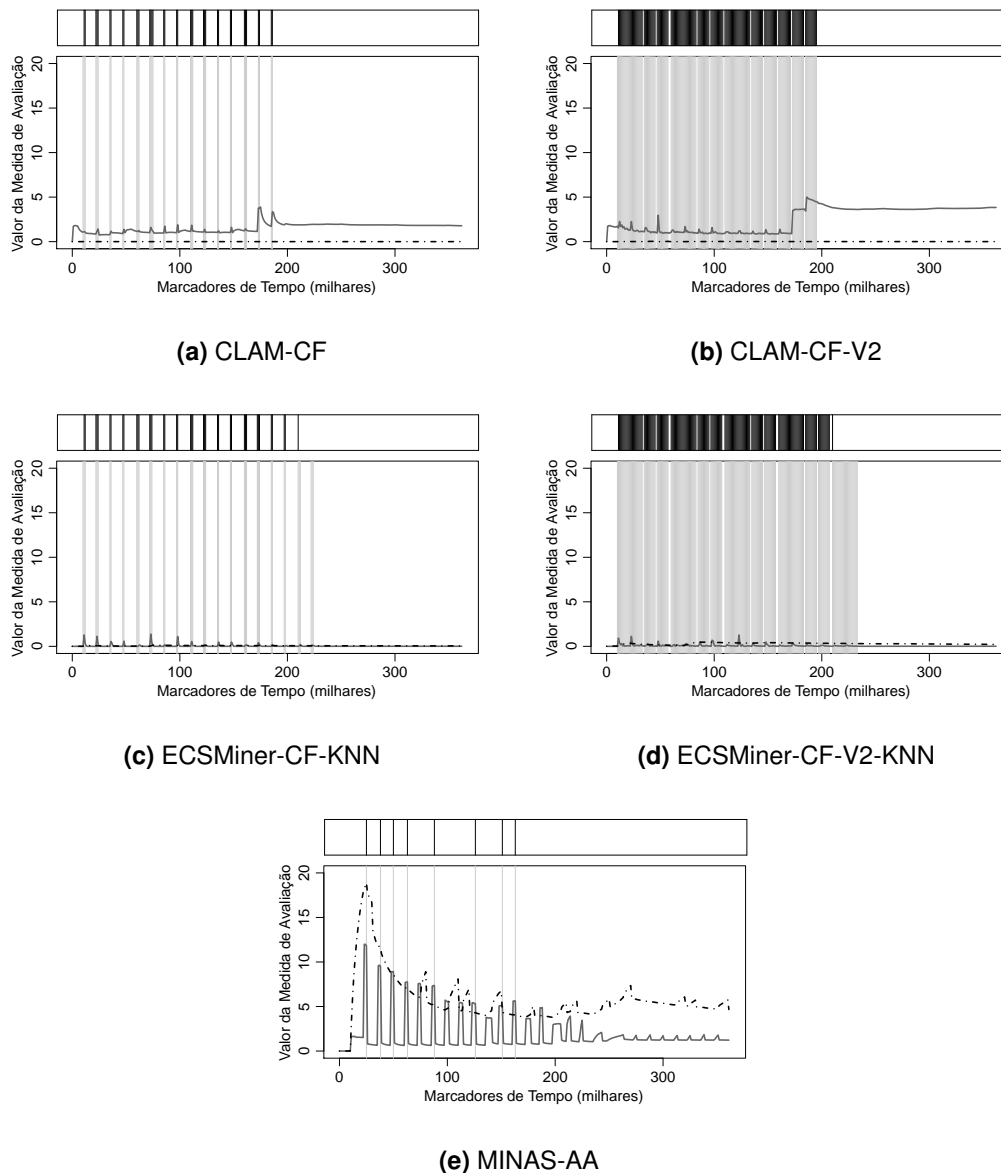 Valor da Medida de Avaliação
0 5 10 15 20
0 100 200 300
Marcadores de Tempo (milhares)
(a) CLAM-CF
Valor da Medida de Avaliação
0 5 10 15 20
0 100 200 300
Marcadores de Tempo (milhares)
(b) CLAM-CF-V2
Valor da Medida de Avaliação
0 5 10 15 20
0 100 200 300
Marcadores de Tempo (milhares)
(c) ECSMiner-CF-KNN
Valor da Medida de Avaliação
0 5 10 15 20
0 100 200 300
Marcadores de Tempo (milhares)
(d) ECSMiner-CF-V2-KNN
Valor da Medida de Avaliação
0 5 10 15 20
0 100 200 300
Marcadores de Tempo (milhares)
(e) MINAS-AA